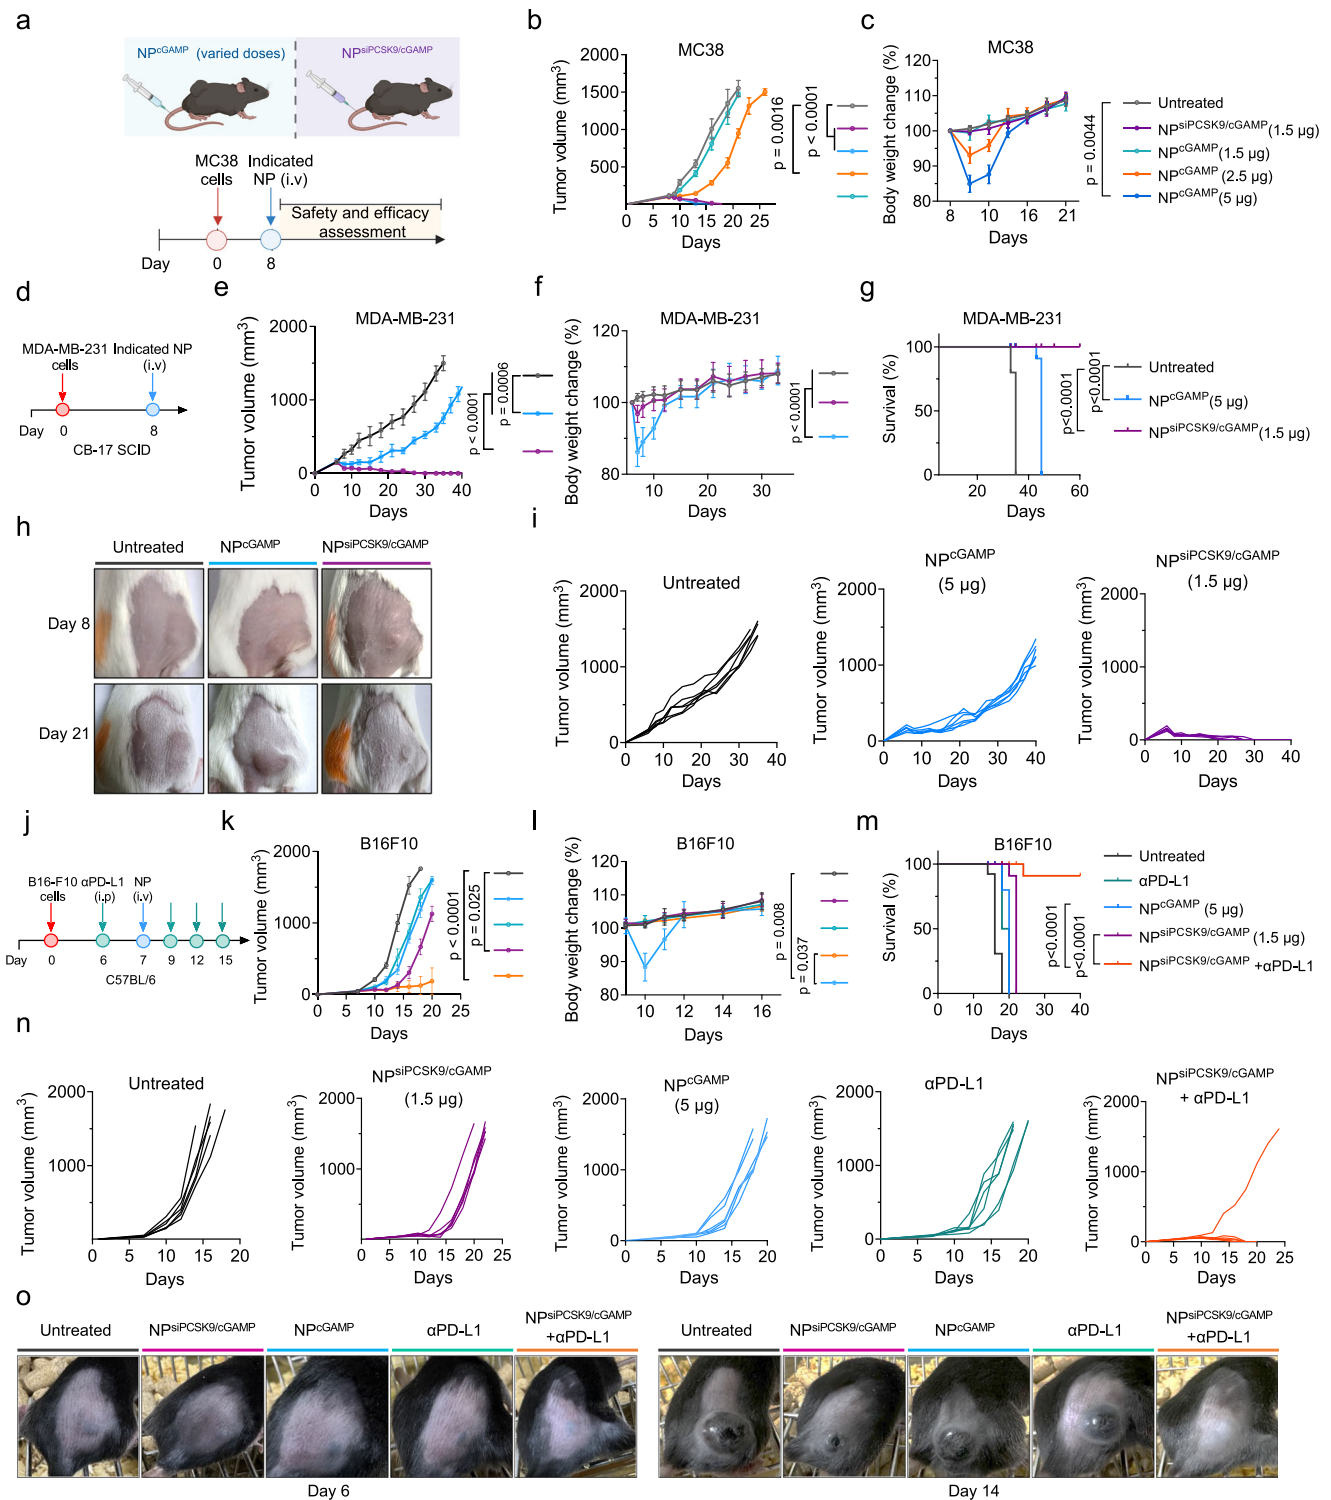 a
NP^cGAMP (varied doses)
NP^siPCSK9/cGAMP
MC38 cells
Indicated NP (i.v)
Safety and efficacy assessment
Day
0
8
b
MC38
Tumor volume (mm³)
2000
1500
1000
500
0 5 10 15 20 25
Days
p = 0.0016
p < 0.0001
c
MC38
Body weight change (%)
120
110
100
90
80
8 10 16 21
Days
p = 0.0044
Untreated
NP^siPCSK9/cGAMP (1.5 µg)
NP^cGAMP (1.5 µg)
NP^cGAMP (2.5 µg)
NP^cGAMP (5 µg)
d
MDA-MB-231 cells
Indicated NP (i.v)
Day
0
8
CB-17 SCID
e
MDA-MB-231
Tumor volume (mm³)
2000
1000
0
0 10 20 30 40
Days
p < 0.0001
p = 0.0006
f
MDA-MB-231
Body weight change (%)
120
100
80
10 20 30
Days
p < 0.0001
g
MDA-MB-231
Survival (%)
100
50
0
20 40 60
Days
p<0.0001
p<0.0001
Untreated
NP^cGAMP (5 µg)
NP^siPCSK9/cGAMP (1.5 µg)
h
Untreated
NP^cGAMP
NP^siPCSK9/cGAMP
Day 8
Day 21
i
Untreated
Tumor volume (mm³)
2000
1000
0
0 10 20 30 40
Days
NP^cGAMP
(5 µg)
Tumor volume (mm³)
2000
1000
0
0 10 20 30 40
Days
NP^siPCSK9/cGAMP
(1.5 µg)
Tumor volume (mm³)
2000
1000
0
0 10 20 30 40
Days
j
B16-F10 cells
αPD-L1 (i.p)
NP (i.v)
Day
0 6 7 9 12 15
C57BL/6
k
B16F10
Tumor volume (mm³)
2000
1000
0
0 5 10 15 20 25
Days
p < 0.0001
p = 0.025
l
B16F10
Body weight change (%)
120
110
100
90
80
10 12 14 16
Days
p = 0.008
p = 0.037
m
B16F10
Survival (%)
100
50
0
0 20 40
Days
p<0.0001
p<0.0001
Untreated
αPD-L1
NP^cGAMP (5 µg)
NP^siPCSK9/cGAMP (1.5 µg)
NP^siPCSK9/cGAMP +αPD-L1
n
Untreated
Tumor volume (mm³)
2000
1000
0 5 10 15 20
Days
NP^siPCSK9/cGAMP
(1.5 µg)
Tumor volume (mm³)
2000
1000
0
0 5 10 15 20 25
Days
NP^cGAMP
(5 µg)
Tumor volume (mm³)
2000
1000
0
0 5 10 15 20
Days
αPD-L1
Tumor volume (mm³)
2000
1000
0
0 5 10 15 20
Days
NP^siPCSK9/cGAMP
+ αPD-L1
Tumor volume (mm³)
2000
1000
0
0 5 10 15 20 25
Days
o
Untreated
NP^siPCSK9/cGAMP
NP^cGAMP
αPD-L1
NP^siPCSK9/cGAMP
+αPD-L1
Day 6
Untreated
NP^siPCSK9/cGAMP
NP^cGAMP
αPD-L1
NP^siPCSK9/cGAMP
+αPD-L1
Day 14